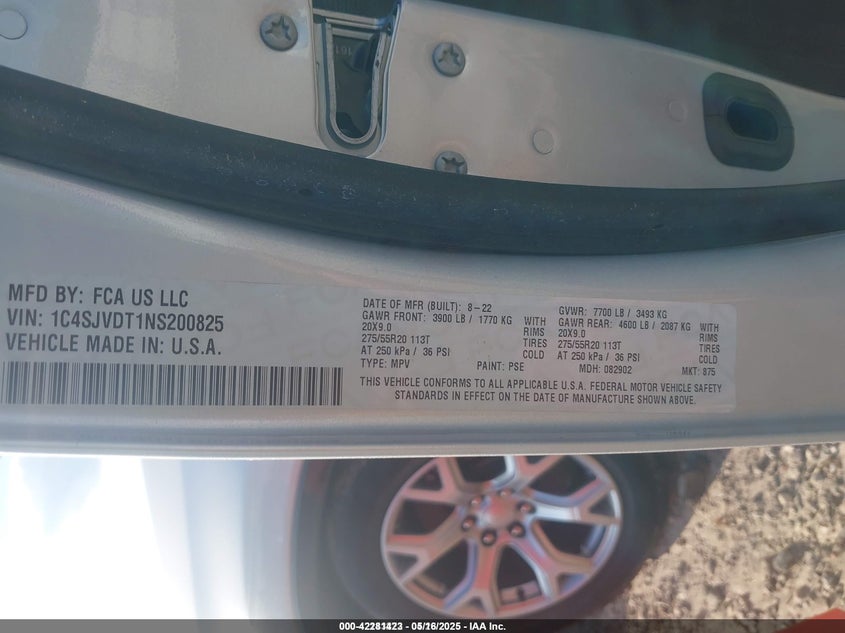 MFD BY: FCA US LLC
VIN: 1C4SJVDT1NS200825
VEHICLE MADE IN: U.S.A.
DATE OF MFR (BUILT): 8-22 GVWR: 7700 LB / 3493 KG
GAWR FRONT: 3900 LB / 1770 KG WITH GAWR REAR: 4600 LB / 2087 KG WITH
20X9.0 RIMS 20X9.0 RIMS
275/55R20 113T TIRES 275/55R20 113T TIRES
AT 250 kPa / 36 PSI COLD AT 250 kPa / 36 PSI COLD
TYPE: MPV PAINT: PSE MDH: 082902 MKT: 875
THIS VEHICLE CONFORMS TO ALL APPLICABLE U.S.A. FEDERAL MOTOR VEHICLE SAFETY
STANDARDS IN EFFECT ON THE DATE OF MANUFACTURE SHOWN ABOVE.
IAA Inc.